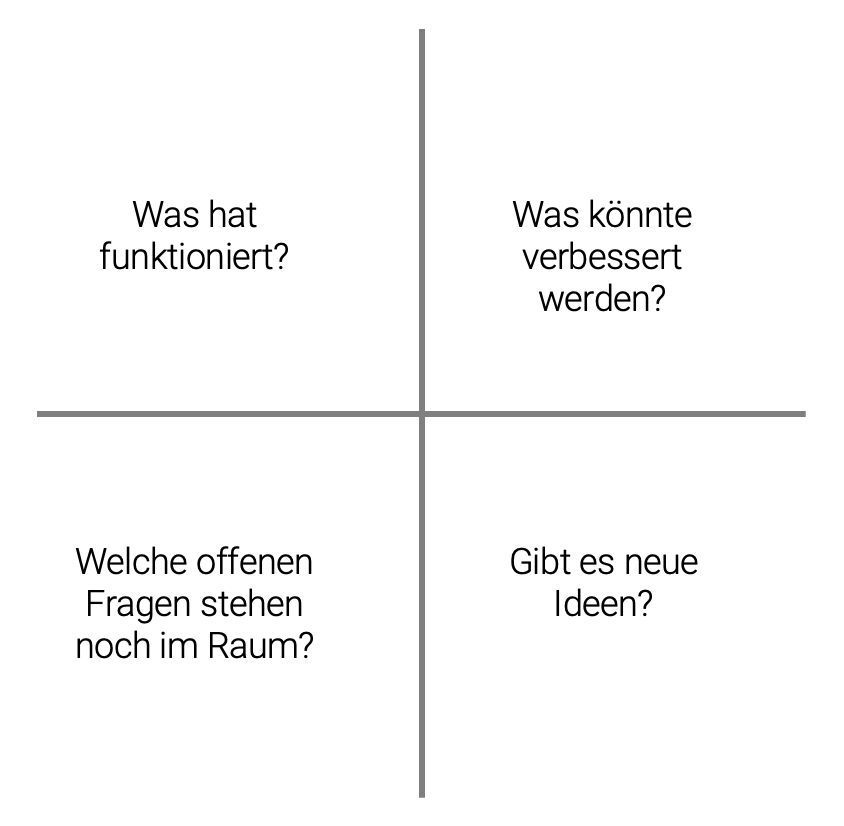 Was hat
funktioniert?
Was könnte
verbessert
werden?
Welche offenen
Fragen stehen
noch im Raum?
Gibt es neue
Ideen?